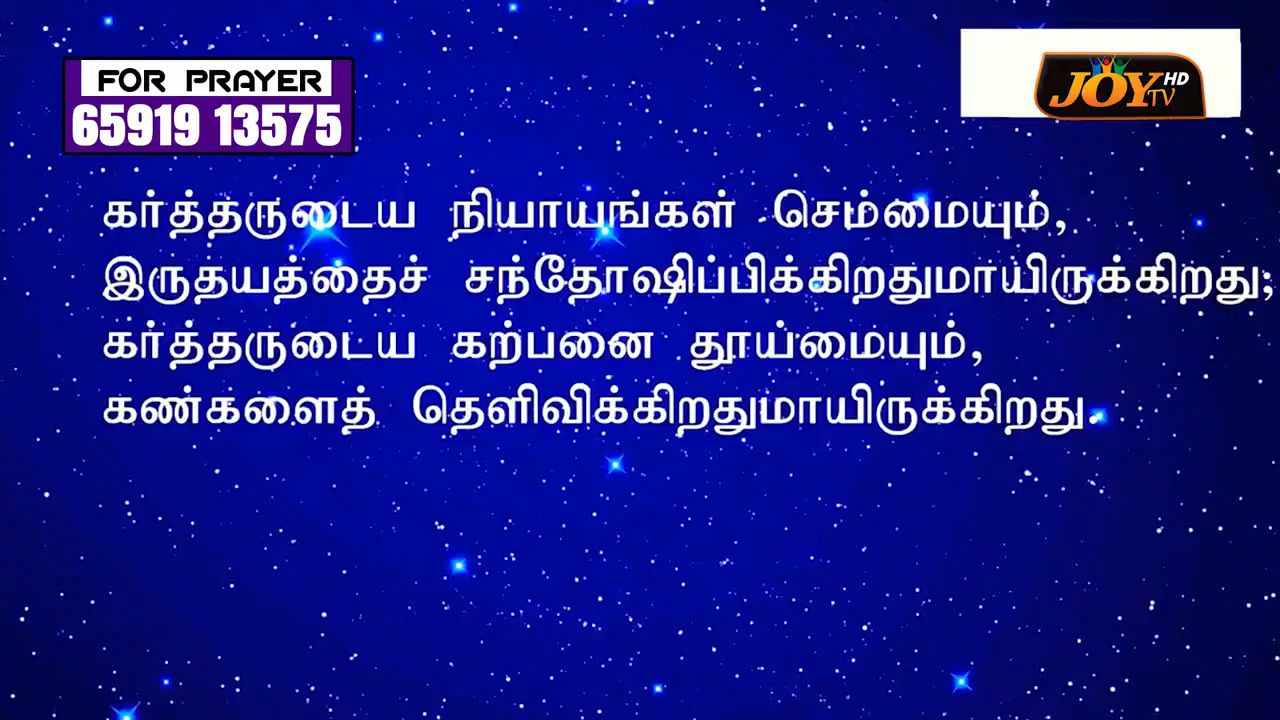 FOR PRAYER
65919 13575
JOY HD
TV
கர்த்தருடைய நியாயங்கள் செம்மையும்,
இருதயத்தைச் சந்தோஷிப்பிக்கிறதுமாயிருக்கிறது;
கர்த்தருடைய கற்பனை தூய்மையும்,
கண்களைத் தெளிவிக்கிறதுமாயிருக்கிறது.